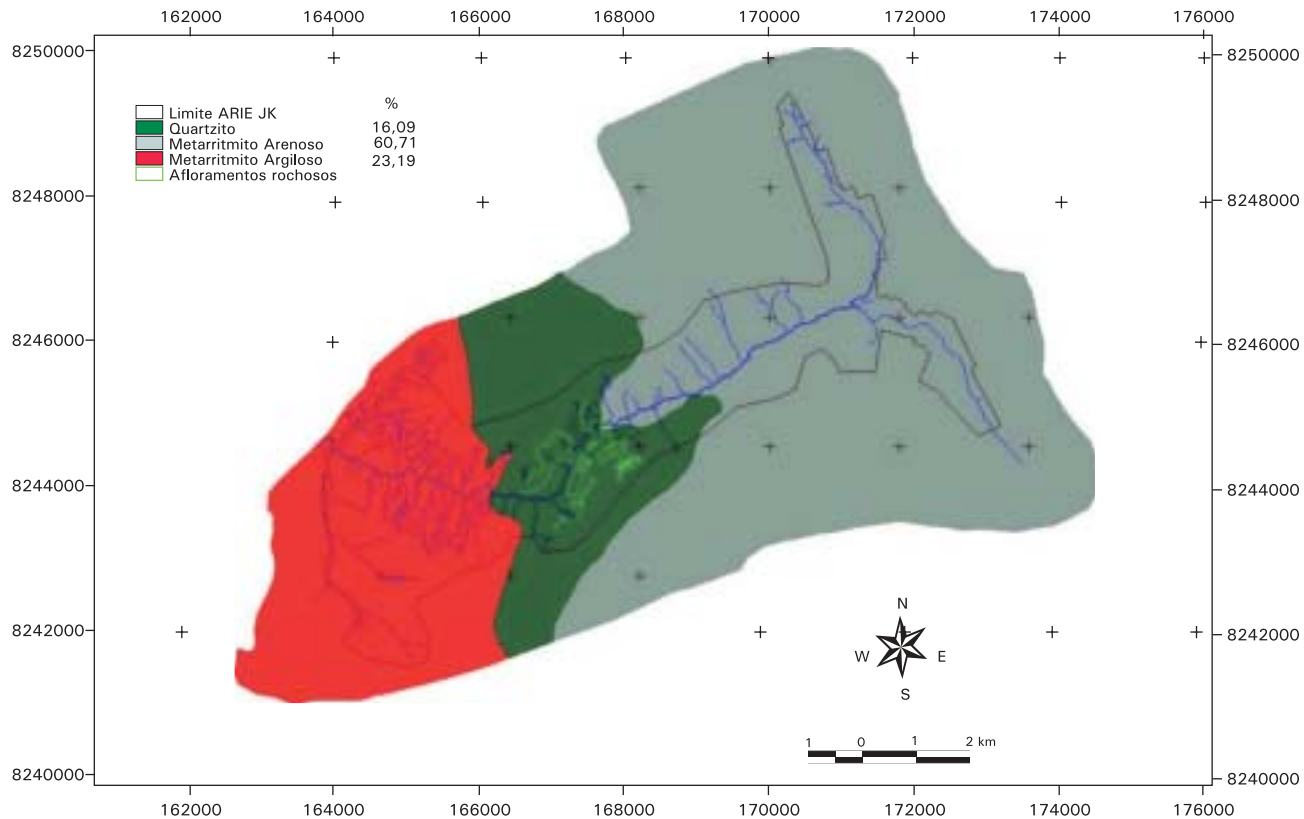 162000 164000 166000 168000 170000 172000 174000 176000
8250000 8250000
%
Limite ARIE JK
Quartzito 16,09
Metarritmito Arenoso 60,71
Metarritmito Argiloso 23,19
Afloramentos rochosos
8248000 8248000
8246000 8246000
8244000 8244000
N
8242000 8242000
W E
S
1 0 1 2 km
8240000 8240000
162000 164000 166000 168000 170000 172000 174000 176000